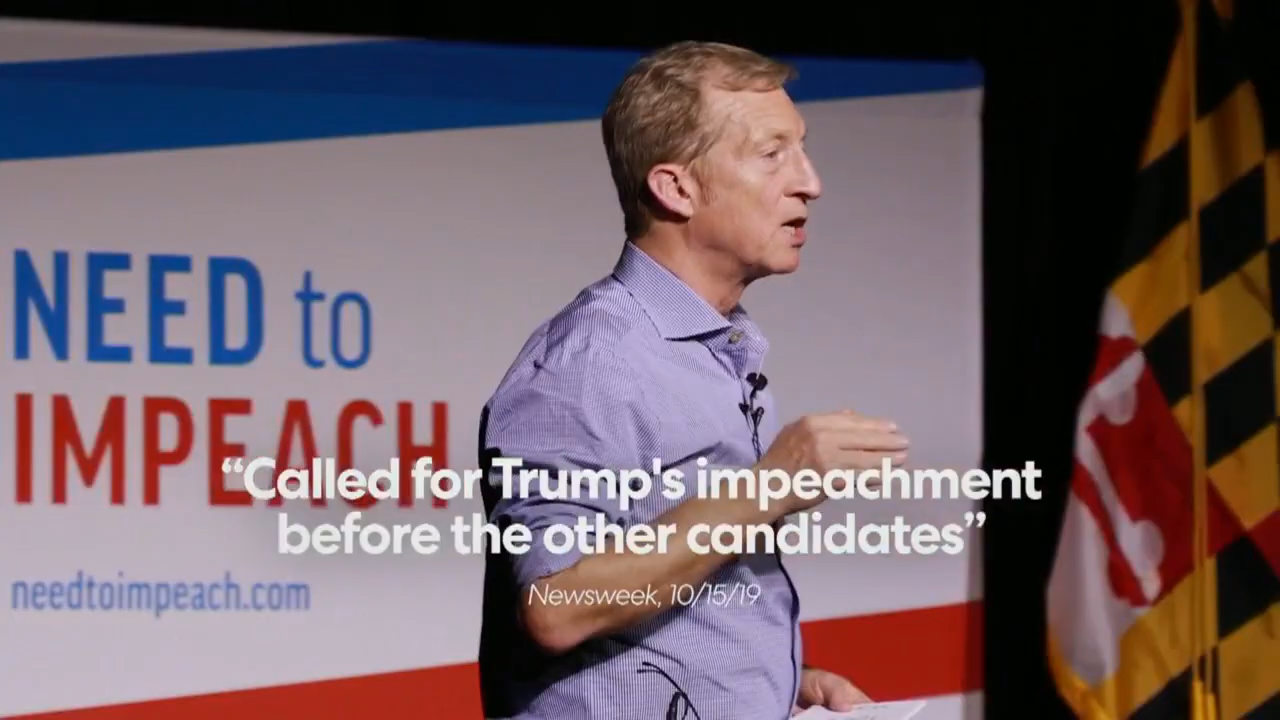 NEED to
IMPEACH
“Called for Trump's impeachment
before the other candidates”
needtoimpeach.com
Newsweek, 10/15/19